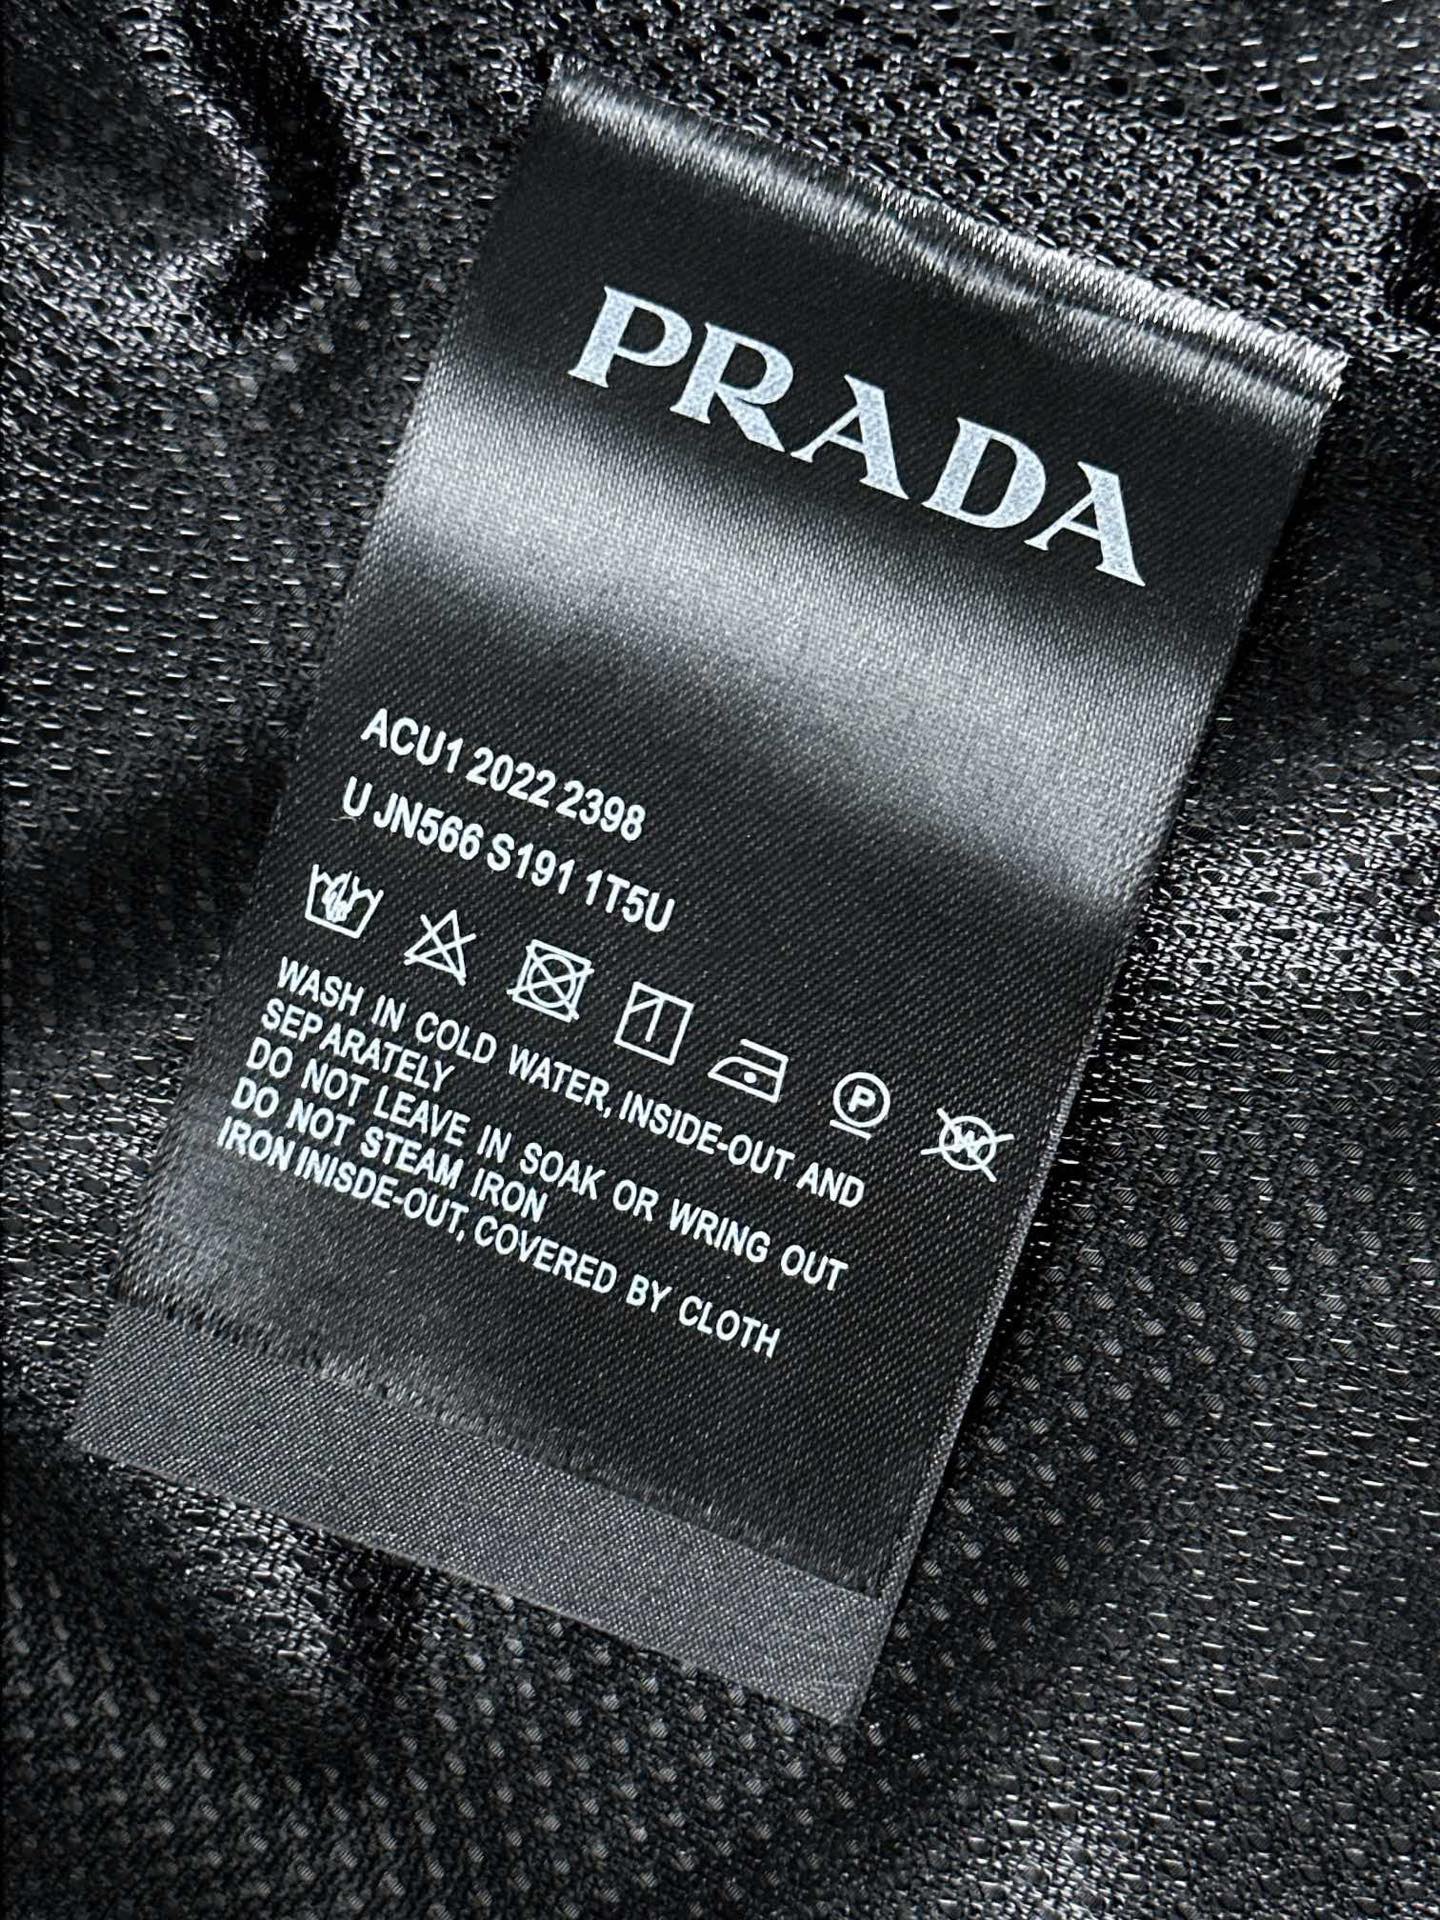 PRADA
ACU1 2022 2398
U JN566 S191 1T5U
P W
WASH IN COLD WATER, INSIDE-OUT AND
SEPARATELY
DO NOT LEAVE IN SOAK OR WRING OUT
DO NOT STEAM IRON
IRON INISDE-OUT, COVERED BY CLOTH